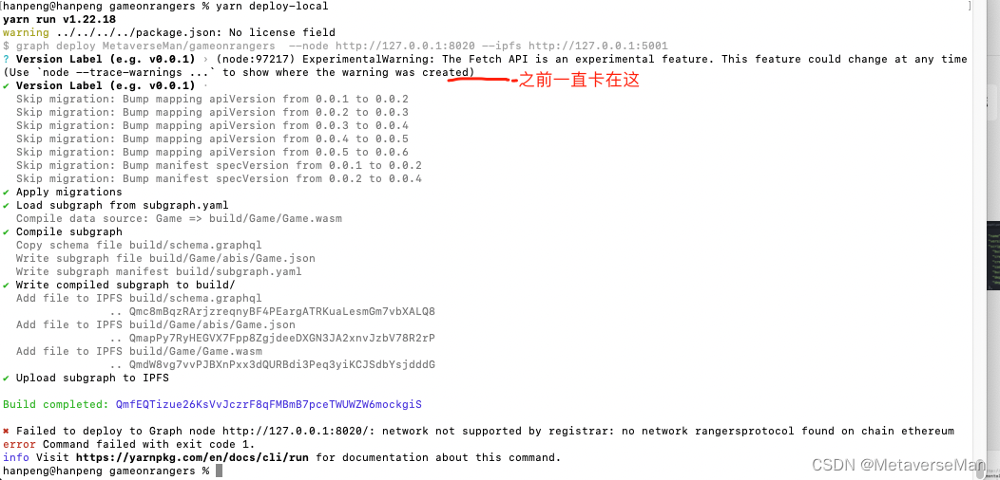 [hanpeng@hanpeng gameonrangers % yarn deploy-local ]
yarn run v1.22.18
warning ../../../../package.json: No license field
$ graph deploy MetaverseMan/gameonrangers  --node http://127.0.0.1:8020 --ipfs http://127.0.0.1:5001
? Version Label (e.g. v0.0.1) › (node:97217) ExperimentalWarning: The Fetch API is an experimental feature. This feature could change at any time
(Use `node --trace-warnings ...` to show where the warning was created)
之前一直卡在这
✔ Version Label (e.g. v0.0.1) ·
Skip migration: Bump mapping apiVersion from 0.0.1 to 0.0.2
Skip migration: Bump mapping apiVersion from 0.0.2 to 0.0.3
Skip migration: Bump mapping apiVersion from 0.0.3 to 0.0.4
Skip migration: Bump mapping apiVersion from 0.0.4 to 0.0.5
Skip migration: Bump mapping apiVersion from 0.0.5 to 0.0.6
Skip migration: Bump manifest specVersion from 0.0.1 to 0.0.2
Skip migration: Bump manifest specVersion from 0.0.2 to 0.0.4
✔ Apply migrations
✔ Load subgraph from subgraph.yaml
Compile data source: Game => build/Game/Game.wasm
✔ Compile subgraph
Copy schema file build/schema.graphql
Write subgraph file build/Game/abis/Game.json
Write subgraph manifest build/subgraph.yaml
✔ Write compiled subgraph to build/
Add file to IPFS build/schema.graphql
.. Qmc8mBqzRArjzreqnyBF4PEargATRKuaLesmGm7vbXALQ8
Add file to IPFS build/Game/abis/Game.json
.. QmapPy7RyHEGVX7Fpp8ZgjdeeDXGN3JA2xnvJzbV78R2rP
Add file to IPFS build/Game/Game.wasm
.. QmdW8vg7vvPJBXnPxx3dQURBdi3Peq3yiKCJSdbYsjdddG
✔ Upload subgraph to IPFS
Build completed: QmfEQTizue26KsVvJczrF8qFMBmB7pceTWUWZW6mockgiS
✖ Failed to deploy to Graph node http://127.0.0.1:8020/: network not supported by registrar: no network rangersprotocol found on chain ethereum
error Command failed with exit code 1.
info Visit https://yarnpkg.com/en/docs/cli/run for documentation about this command.
hanpeng@hanpeng gameonrangers %
CSDN @MetaverseMan